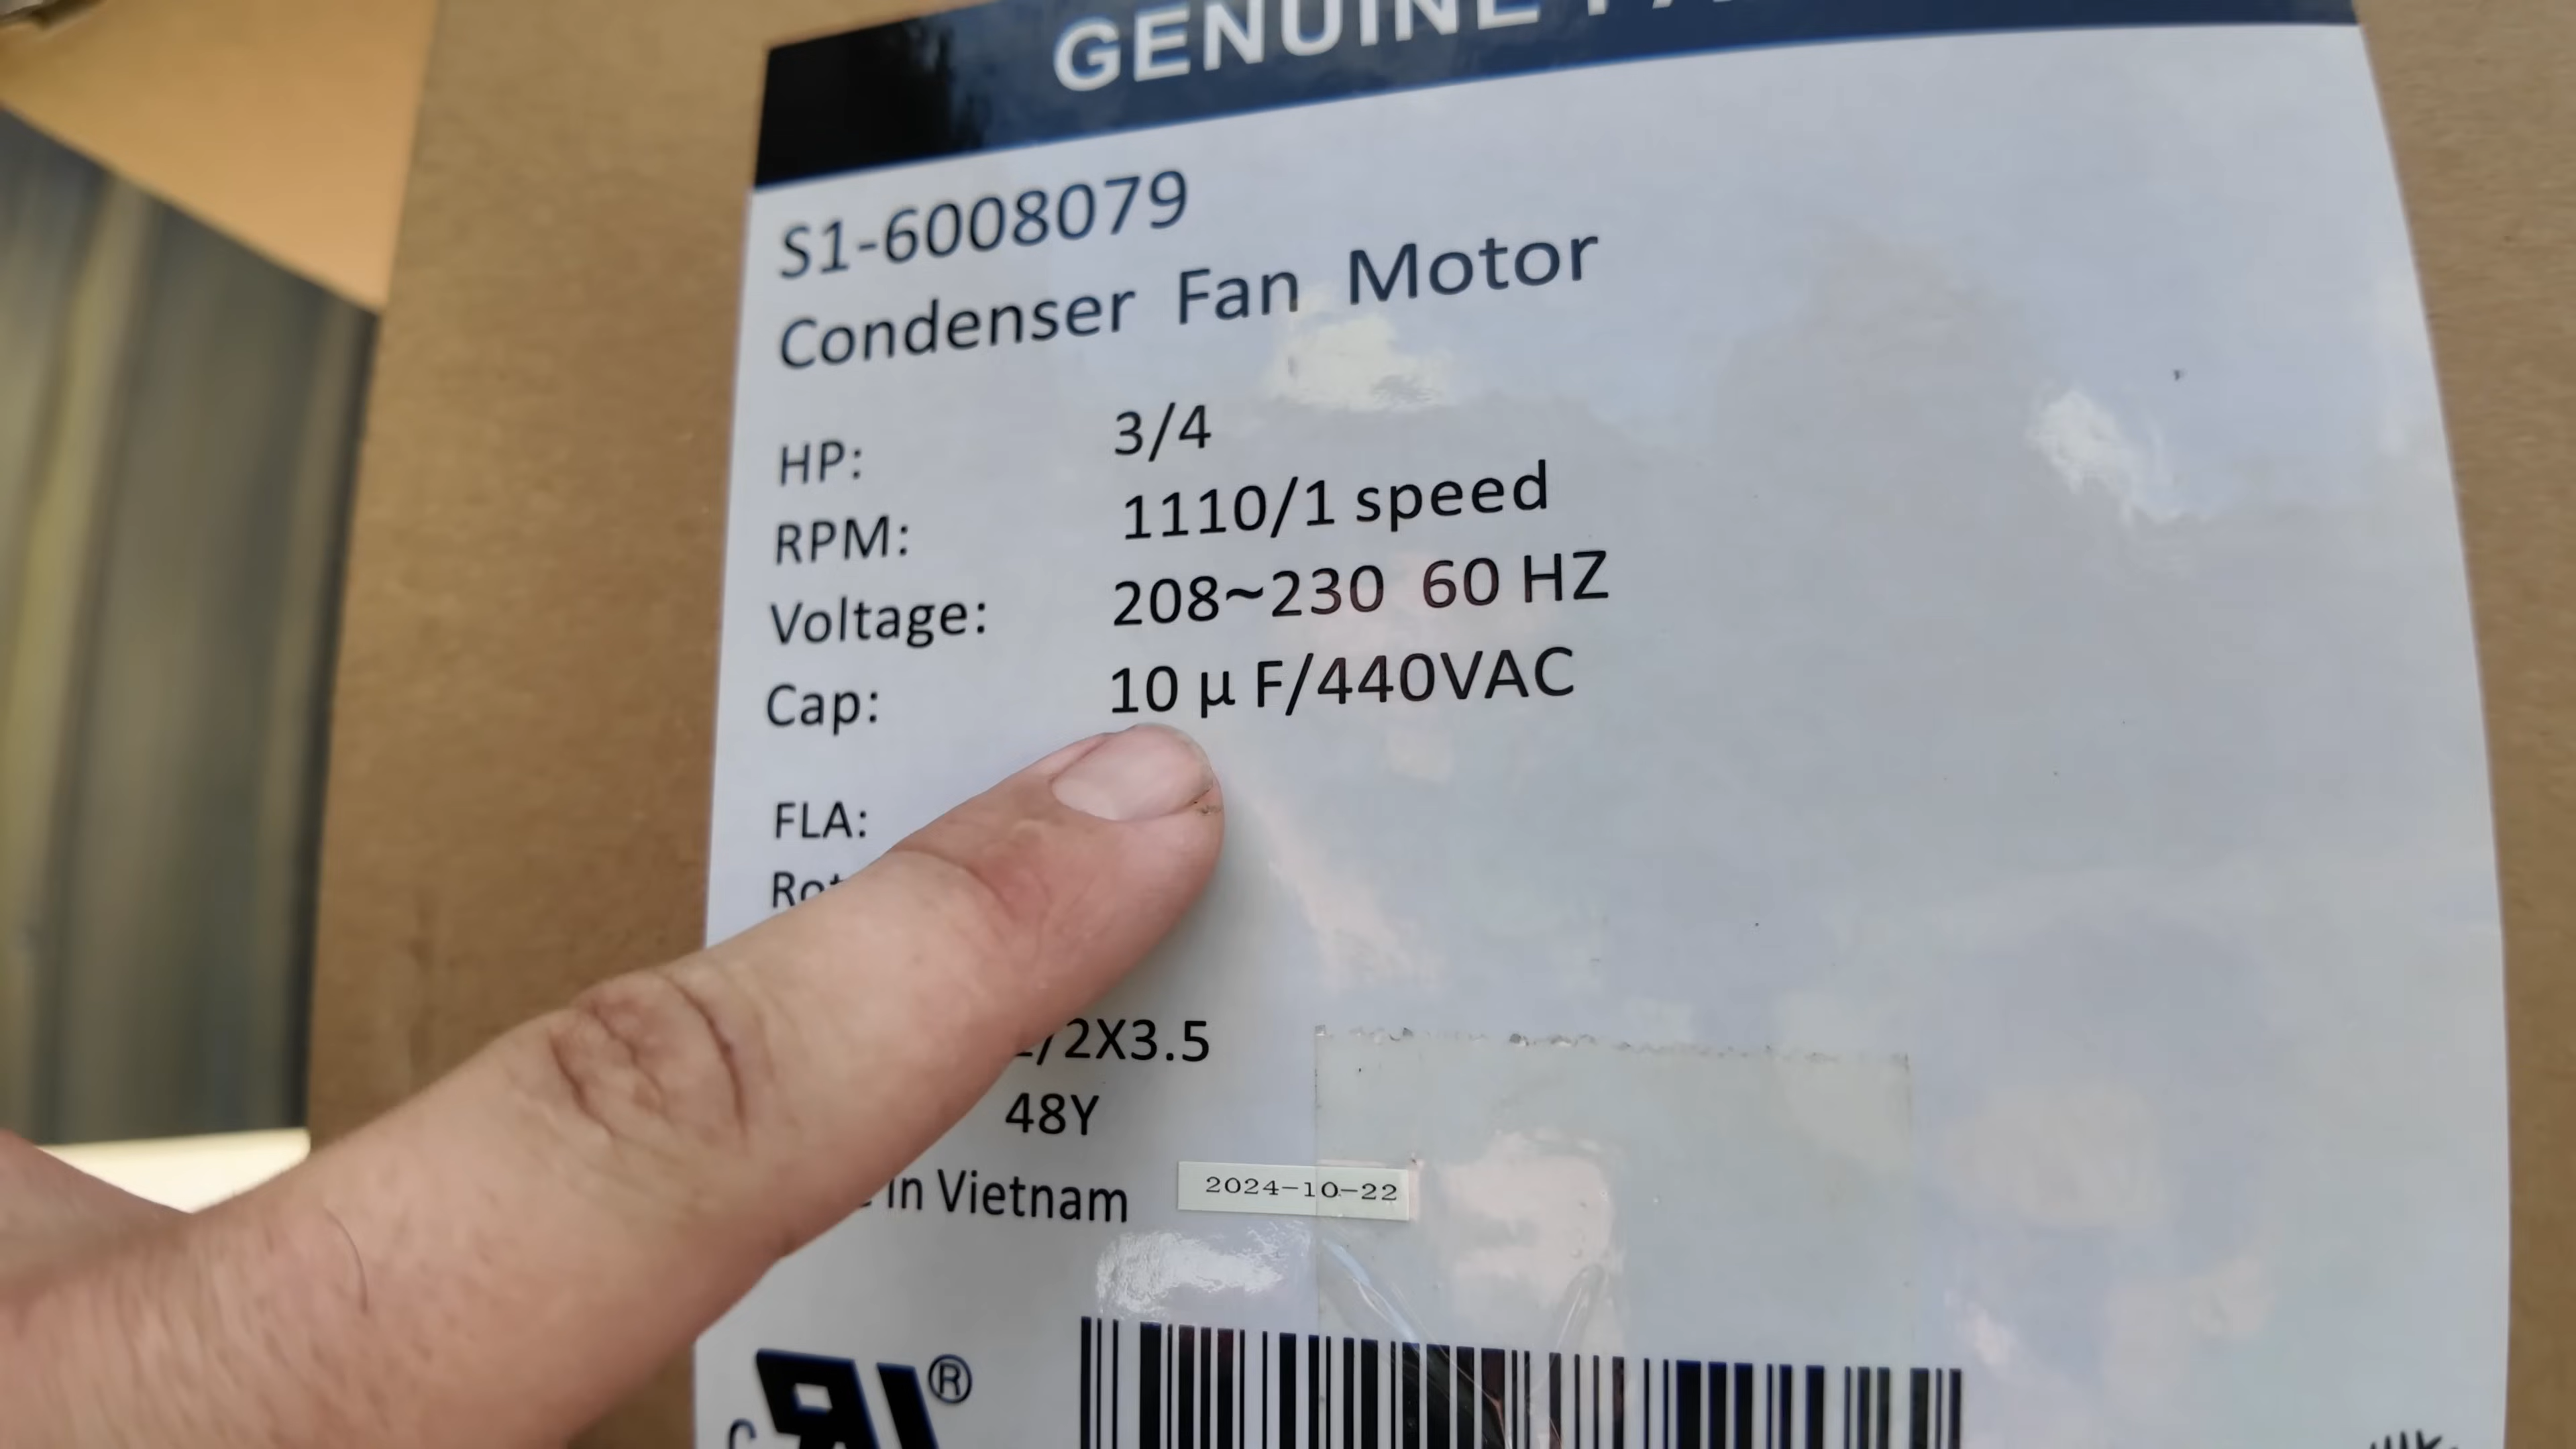 GENUINE
S1-6008079
Condenser Fan Motor
HP: 3/4
RPM: 1110/1 speed
Voltage: 208~230 60 HZ
Cap: 10 µ F/440VAC
FLA:
/2X3.5
48Y
in Vietnam 2024-10-22
®